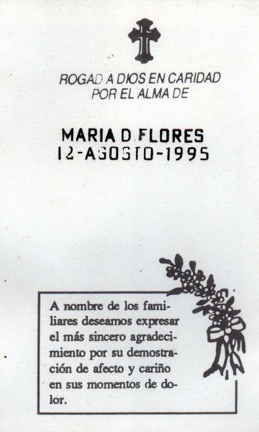 ROGAD A DIOS EN CARIDAD
POR EL ALMA DE
MARIA D. FLORES
12-AGOSTO-1995
A nombre de los fami-
liares deseamos expresar
el más sincero agradeci-
miento por su demostra-
ción de afecto y cariño
en sus momentos de do-
lor.